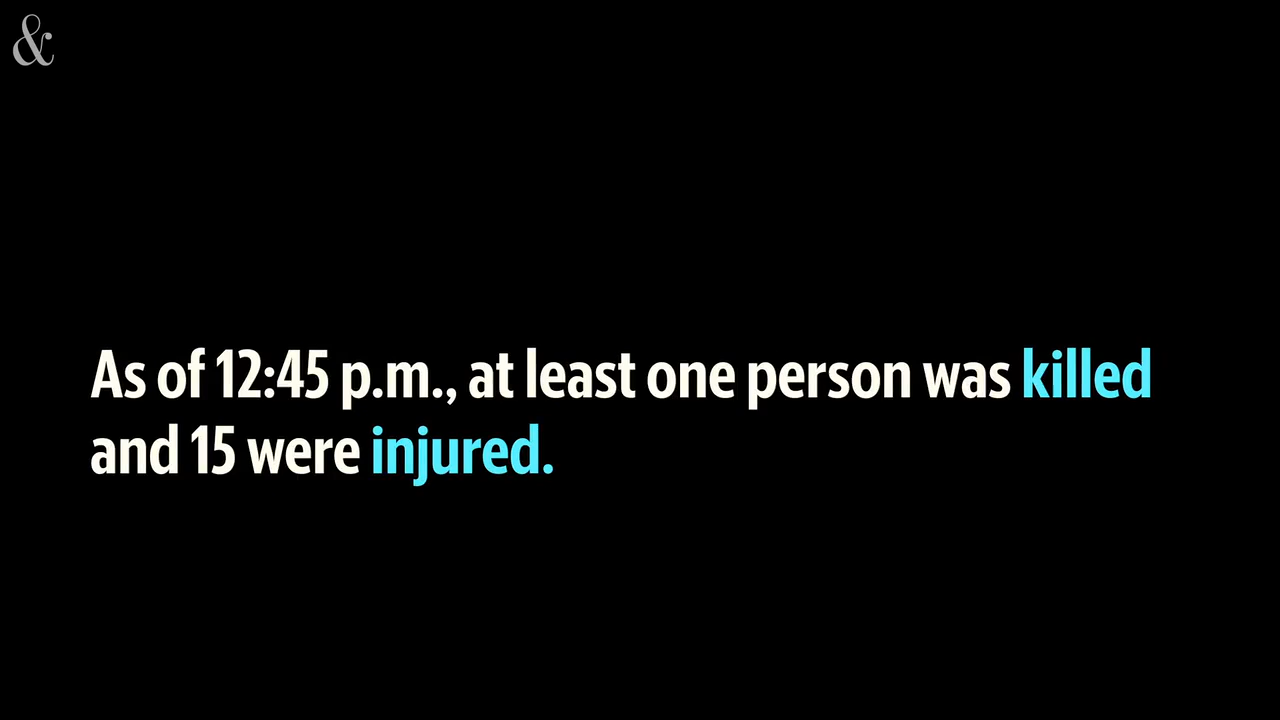 &
As of 12:45 p.m., at least one person was killed
and 15 were injured.